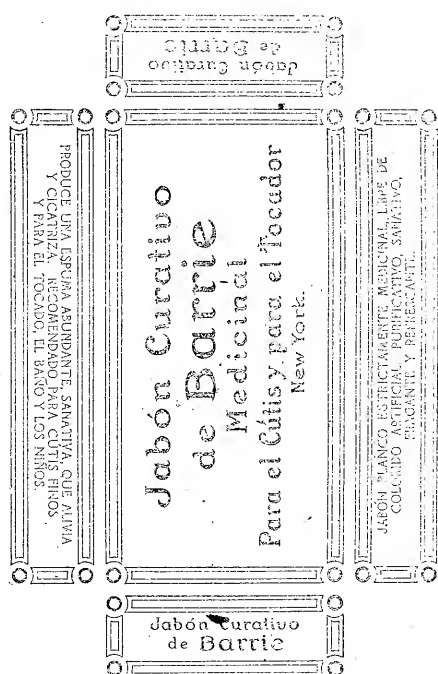 Jabón Curativo
de Barrie
PRODUCE UNA ESPUMA ABUNDANTE, SANATIVA, QUE ALIVIA
Y CICATRIZA. RECOMENDADO PARA CUTIS FINOS,
Y PARA EL TOCADO, EL BAÑO Y LOS NIÑOS.
Jabón Curativo
de Barrie
Medicinal
Para el Cútis y para el Tocador
New York.
JABÓN BLANCO ESTRICTAMENTE MEDICINAL, LIBRE DE
COLORIDO ARTIFICIAL, PURIFICATIVO, SANATIVO,
FRAGANTE Y REFRESCANTE.
Jabón Curativo
de Barrie